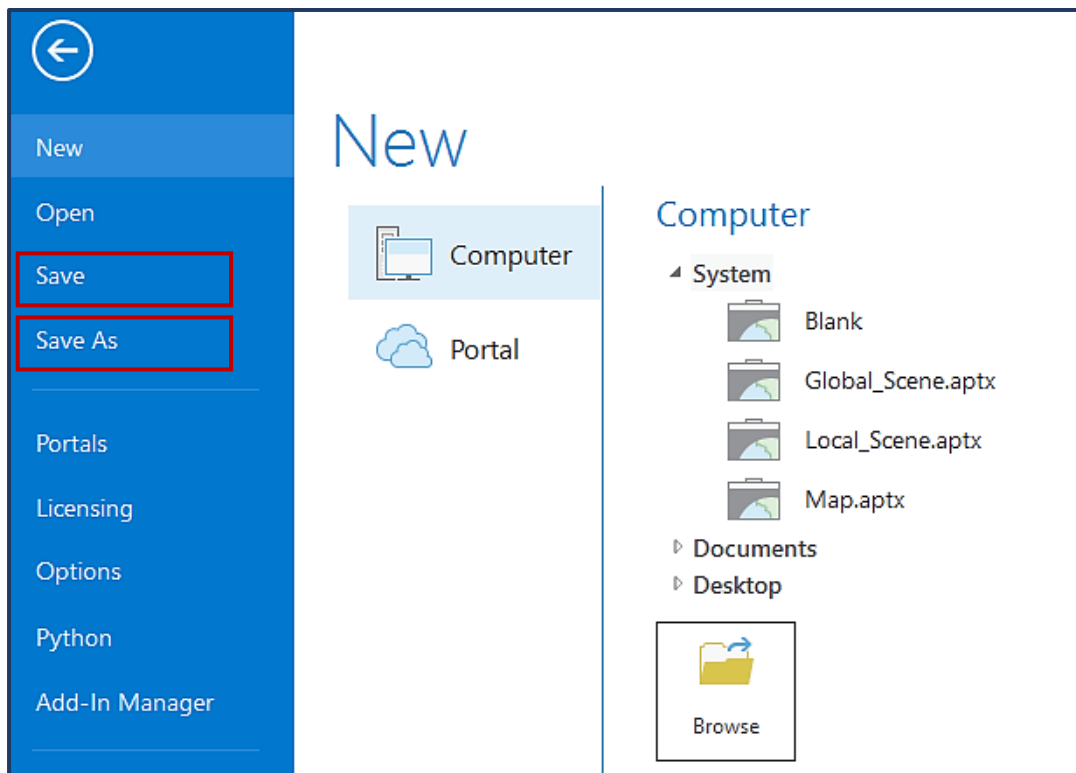 New
Open
Save
Save As
Portals
Licensing
Options
Python
Add-In Manager
New
Computer
Portal
Computer
System
Blank
Global_Scene.aptx
Local_Scene.aptx
Map.aptx
Documents
Desktop
Browse